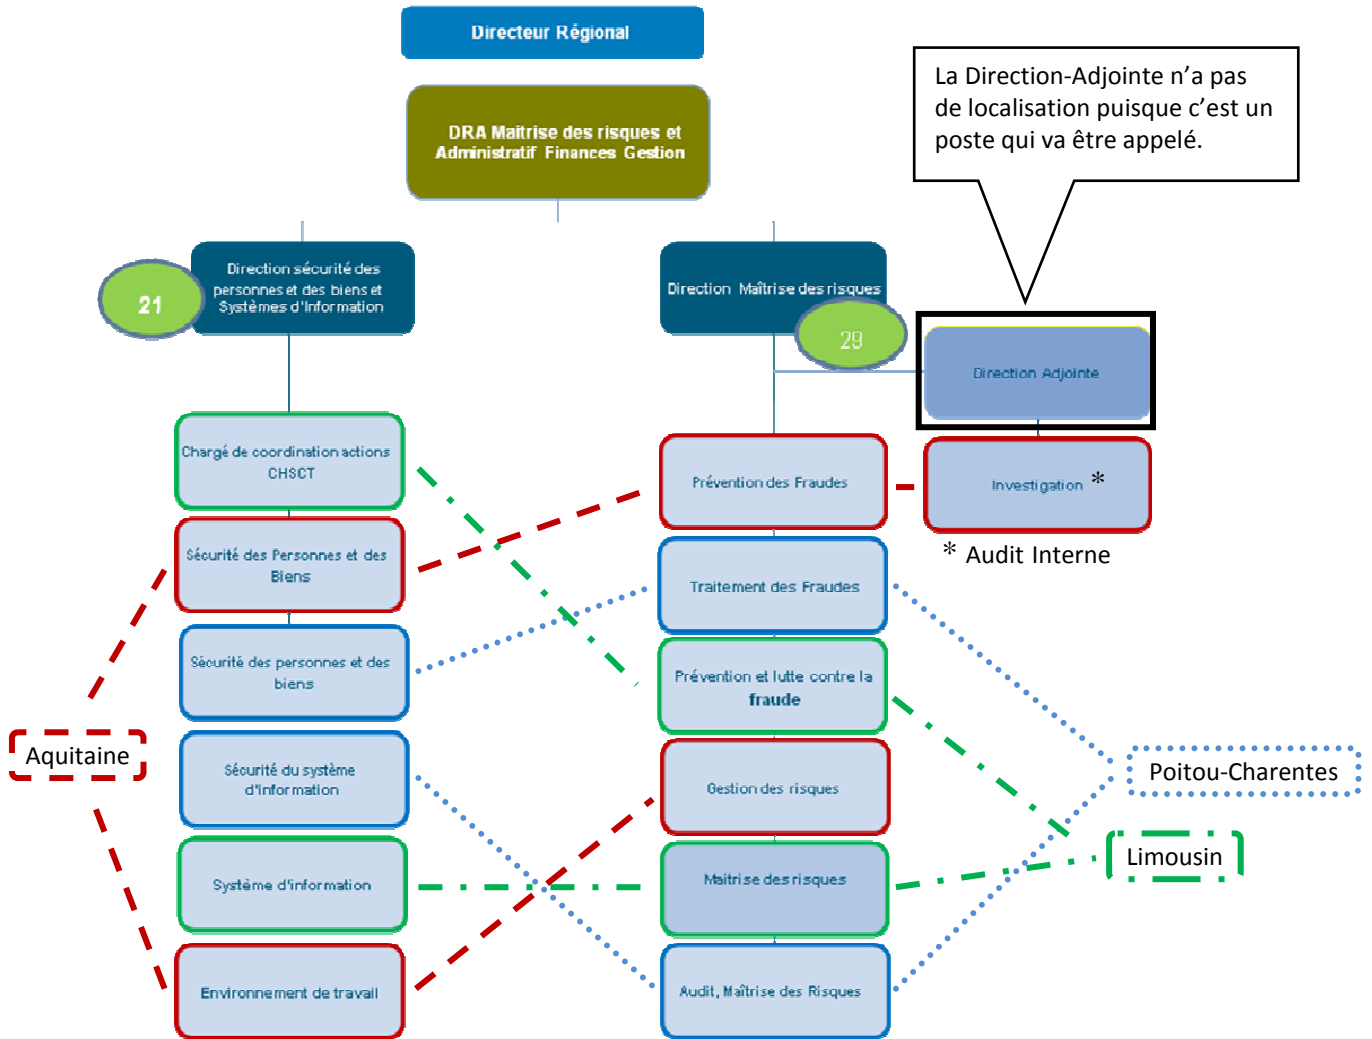 Directeur Régional
DRA Maitrise des risques et
Administratif Finances Gestion
La Direction-Adjointe n’a pas
de localisation puisque c’est un
poste qui va être appelé.
Direction sécurité des
personnes et des biens et
Systèmes d'Information
21
Direction Maîtrise des risques
29
Direction Adjointe
Chargé de coordination actions
CHSCT
Prévention des Fraudes
Investigation *
* Audit Interne
Sécurité des Personnes et des
Biens
Traitement des Fraudes
Sécurité des personnes et des
biens
Prévention et lutte contre la
fraude
Aquitaine
Sécurité du système
d'information
Gestion des risques
Poitou-Charentes
Système d'information
Maitrise des risques
Limousin
Environnement de travail
Audit, Maîtrise des Risques